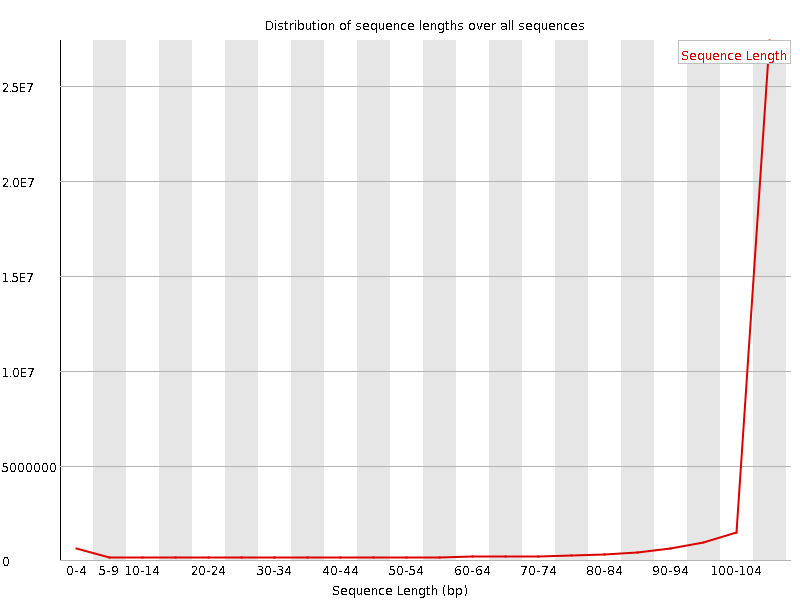 Distribution of sequence lengths over all sequences
Sequence Length
2.5E7
2.0E7
1.5E7
1.0E7
5000000
0
0-4 5-9 10-14 20-24 30-34 40-44 50-54 60-64 70-74 80-84 90-94 100-104
Sequence Length (bp)